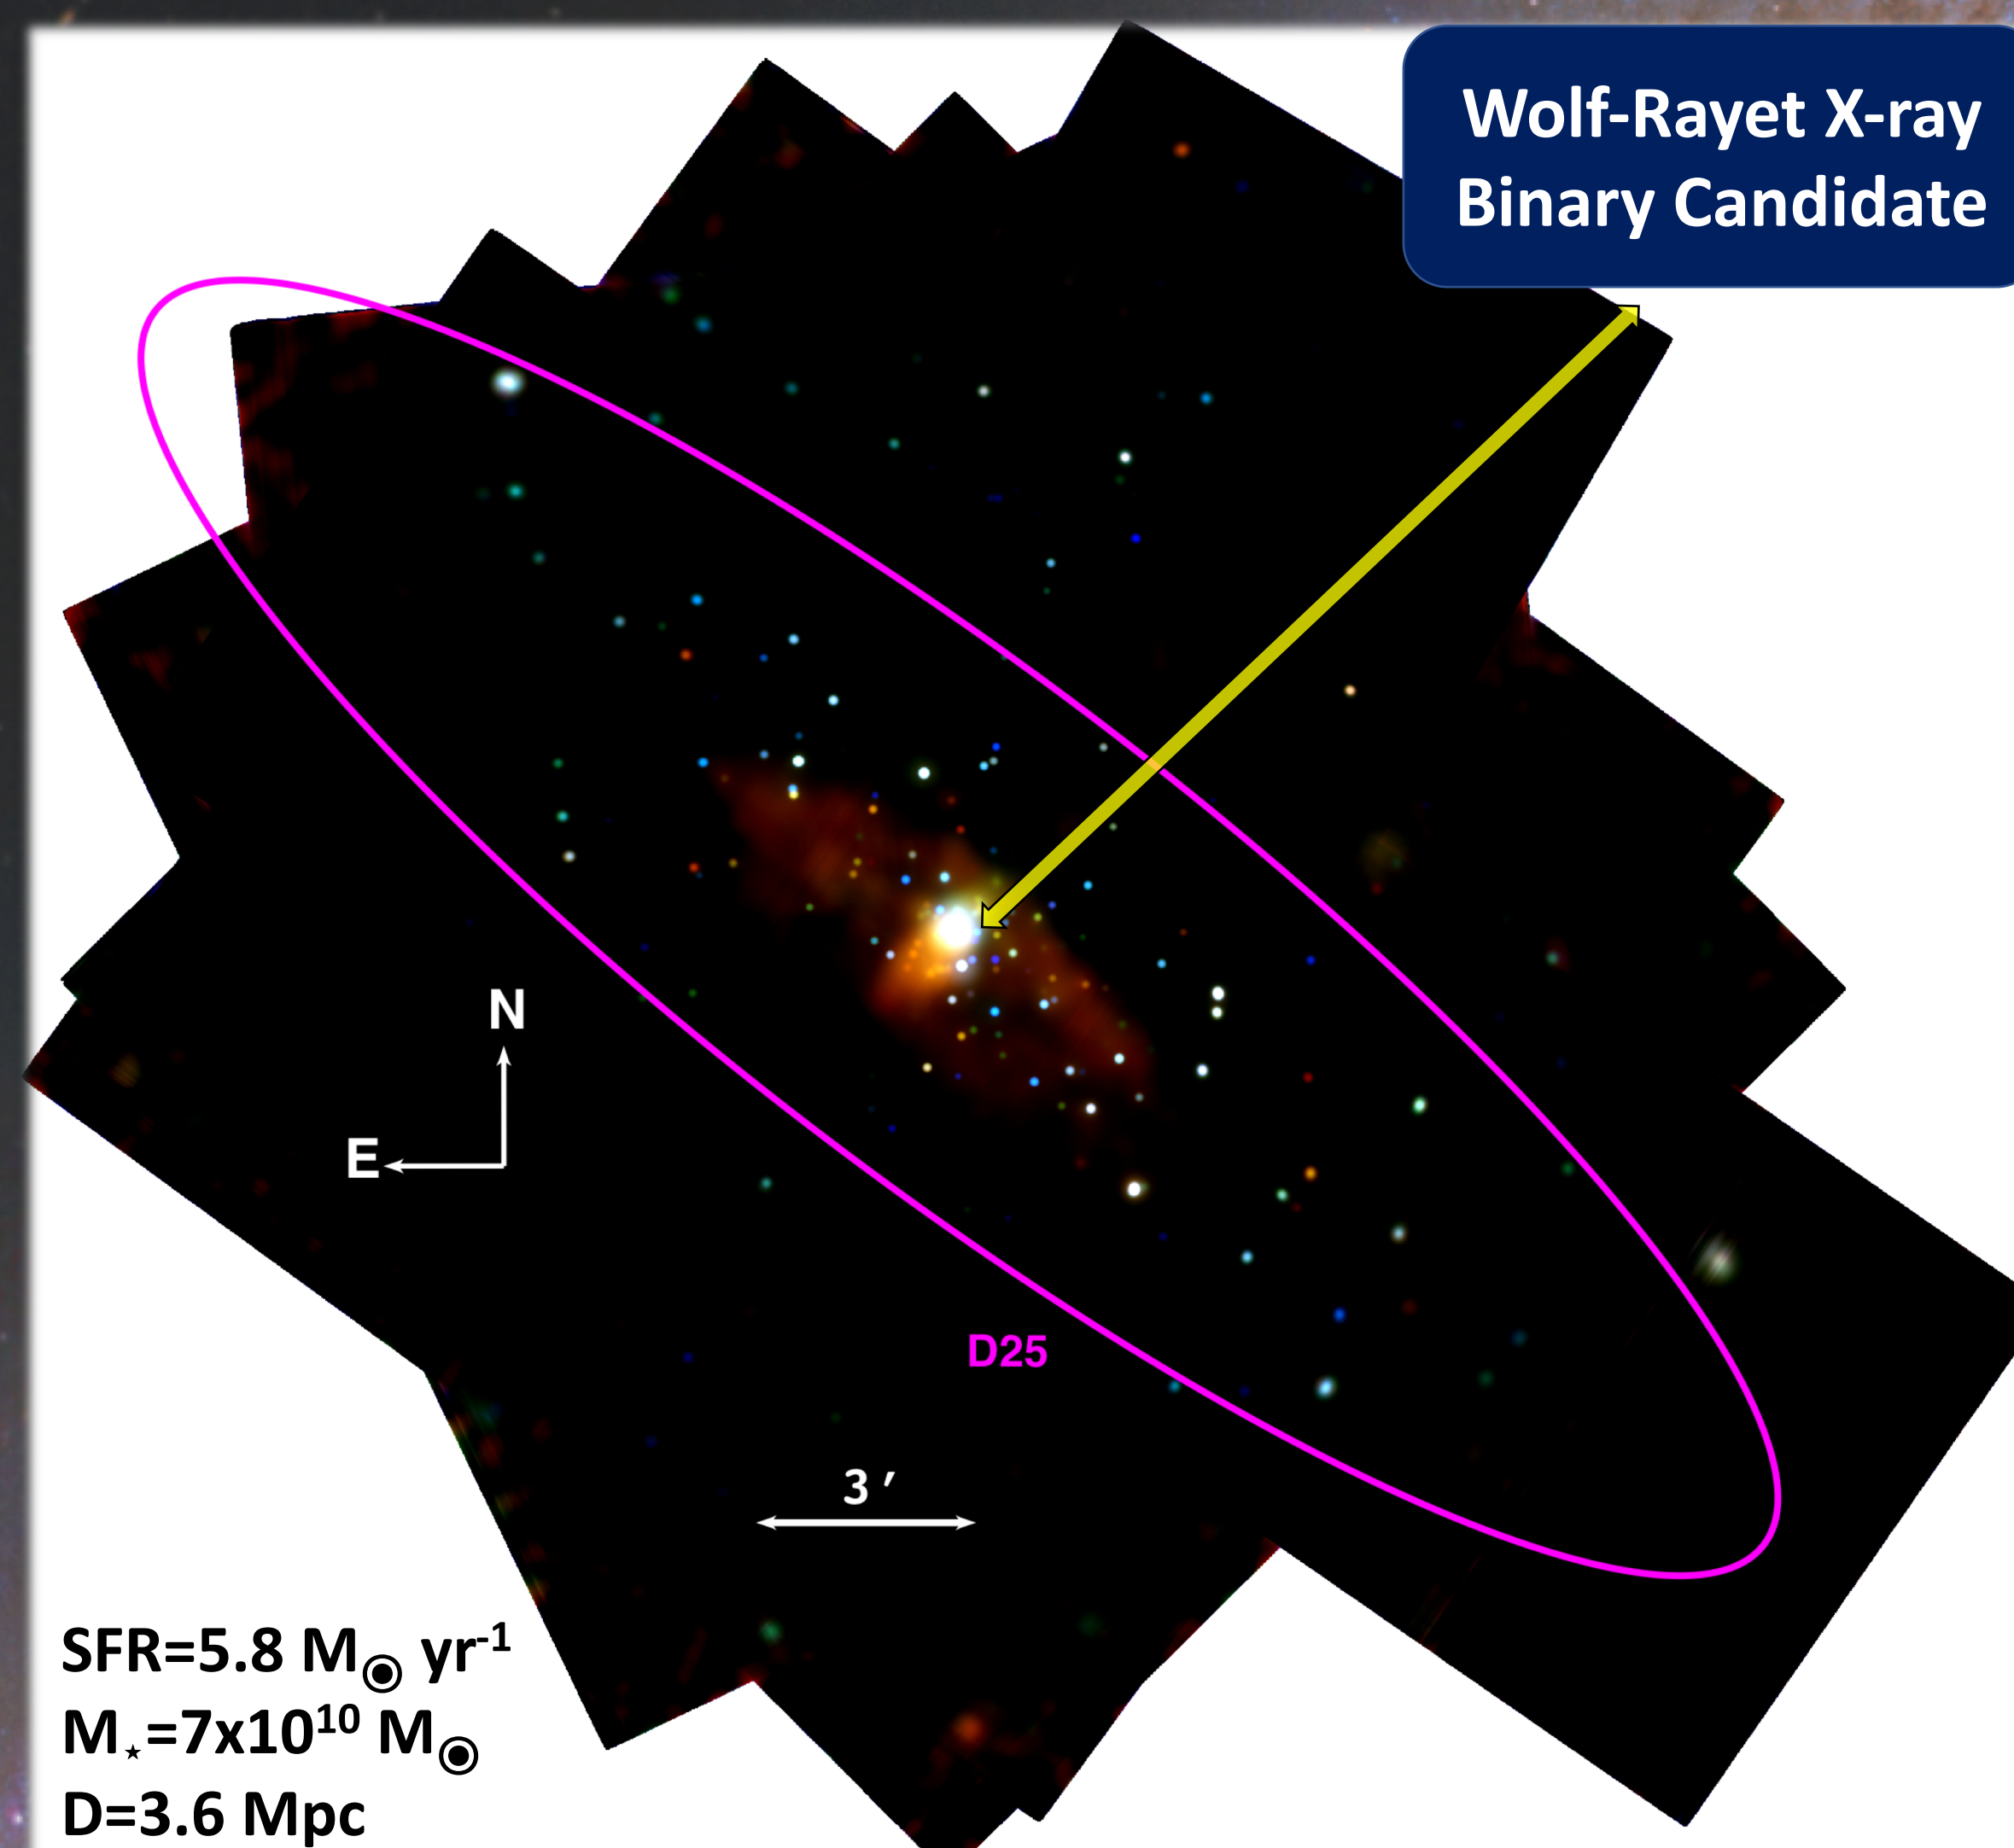 Wolf-Rayet X-ray
Binary Candidate
N
E
D25
3′
SFR=5.8 M☉ yr⁻¹
M⋆=7x10¹⁰ M☉
D=3.6 Mpc